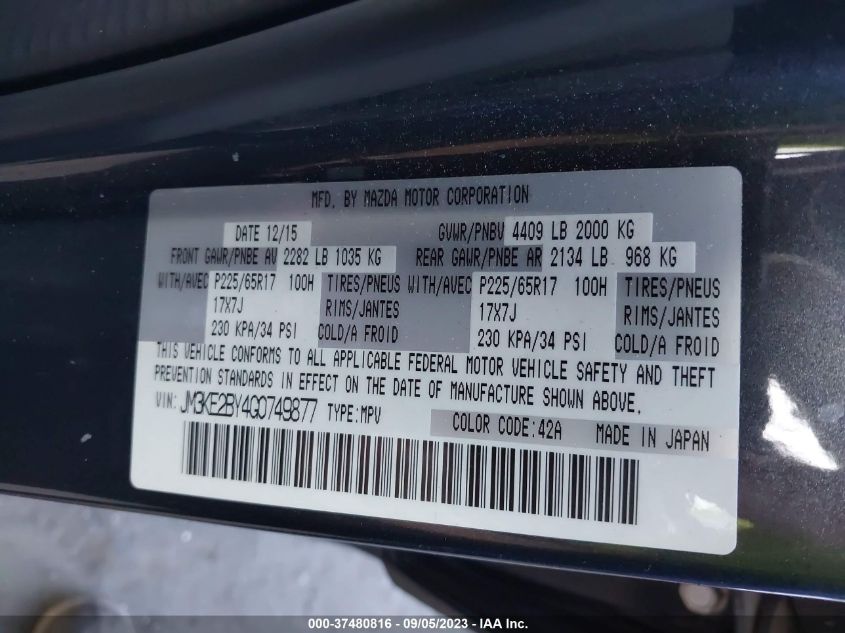 MFD. BY MAZDA MOTOR CORPORATION
DATE 12/15 GVWR/PNBV 4409 LB 2000 KG
FRONT GAWR/PNBE AV 2282 LB 1035 KG REAR GAWR/PNBE AR 2134 LB 968 KG
WITH/AVEC P225/65R17 100H TIRES/PNEUS WITH/AVEC P225/65R17 100H TIRES/PNEUS
17X7J RIMS/JANTES 17X7J RIMS/JANTES
230 KPA/34 PSI COLD/A FROID 230 KPA/34 PSI COLD/A FROID
THIS VEHICLE CONFORMS TO ALL APPLICABLE FEDERAL MOTOR VEHICLE SAFETY AND THEFT
PREVENTION STANDARDS IN EFFECT ON THE DATE OF MANUFACTURE SHOWN ABOVE.
VIN: JM3KE2BY4G0749877 TYPE:MPV COLOR CODE:42A MADE IN JAPAN
000-37480816 - 09/05/2023 - IAA Inc.